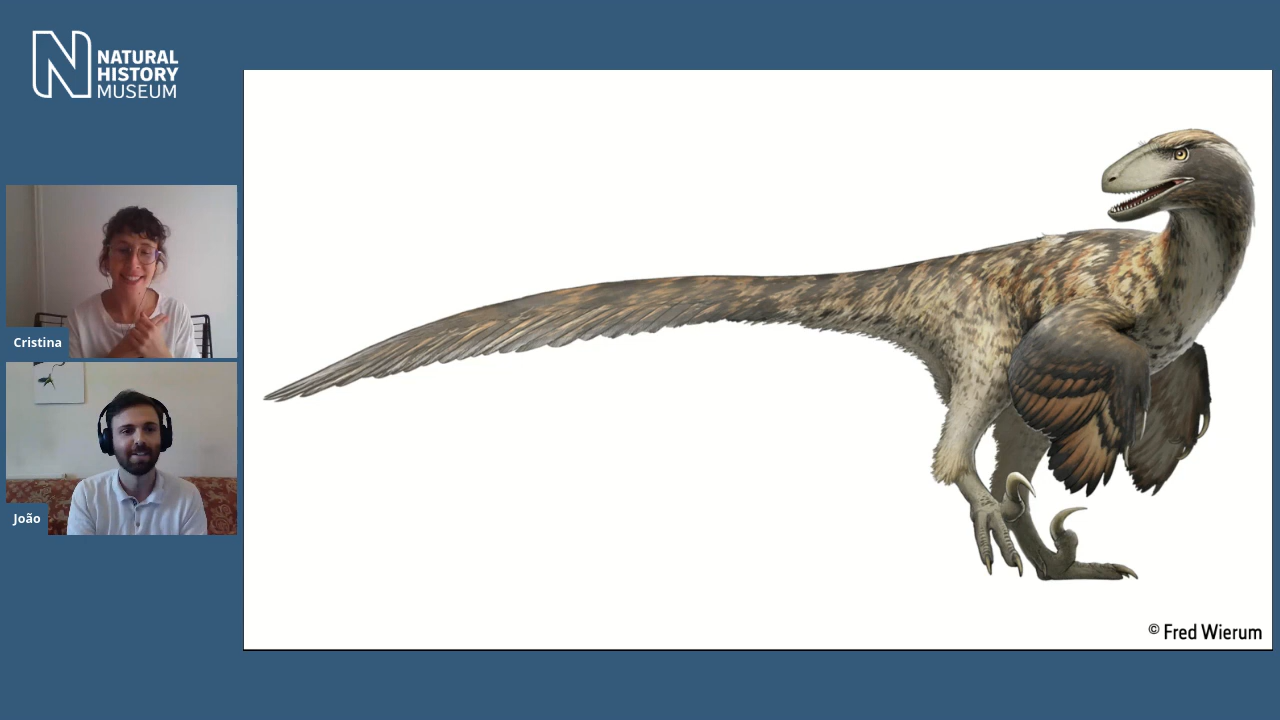 NATURAL
HISTORY
MUSEUM
Cristina
João
© Fred Wierum